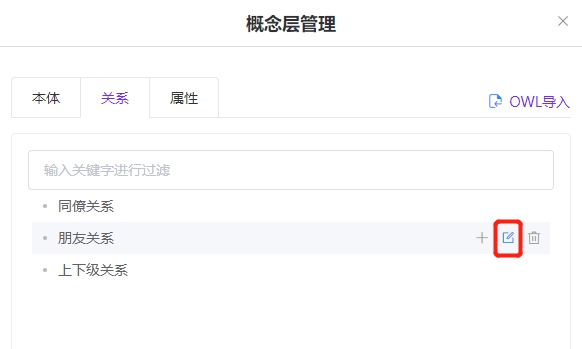 概念层管理
本体
关系
属性
OWL导入
输入关键字进行过滤
同僚关系
朋友关系
上下级关系